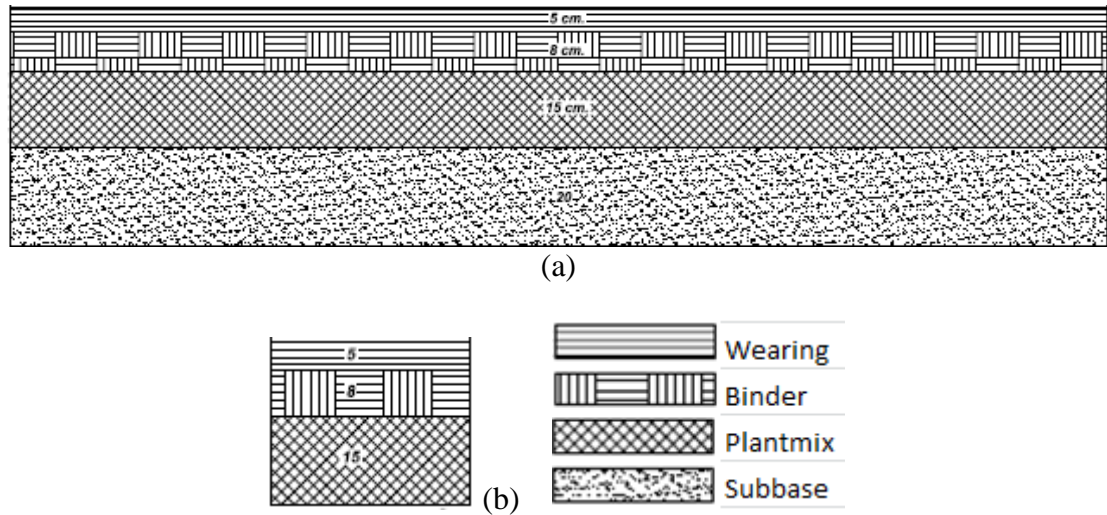 5 cm.
8 cm.
15 cm.
20
(a)
5
8
15
(b)
Wearing
Binder
Plantmix
Subbase